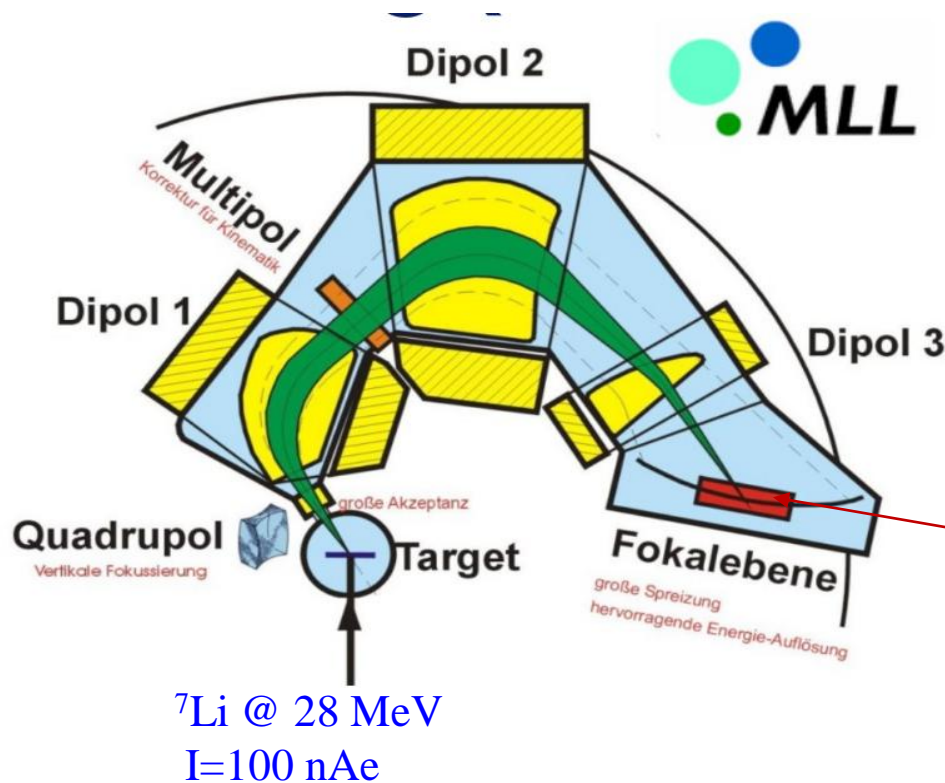 Dipol 2
MLL
Multipol
Korrektur für Kinematik
Dipol 1
Dipol 3
große Akzeptanz
Quadrupol
Vertikale Fokussierung
Target
Fokalebene
große Spreizung
hervorragende Energie-Auflösung
⁷Li @ 28 MeV
I=100 nAe